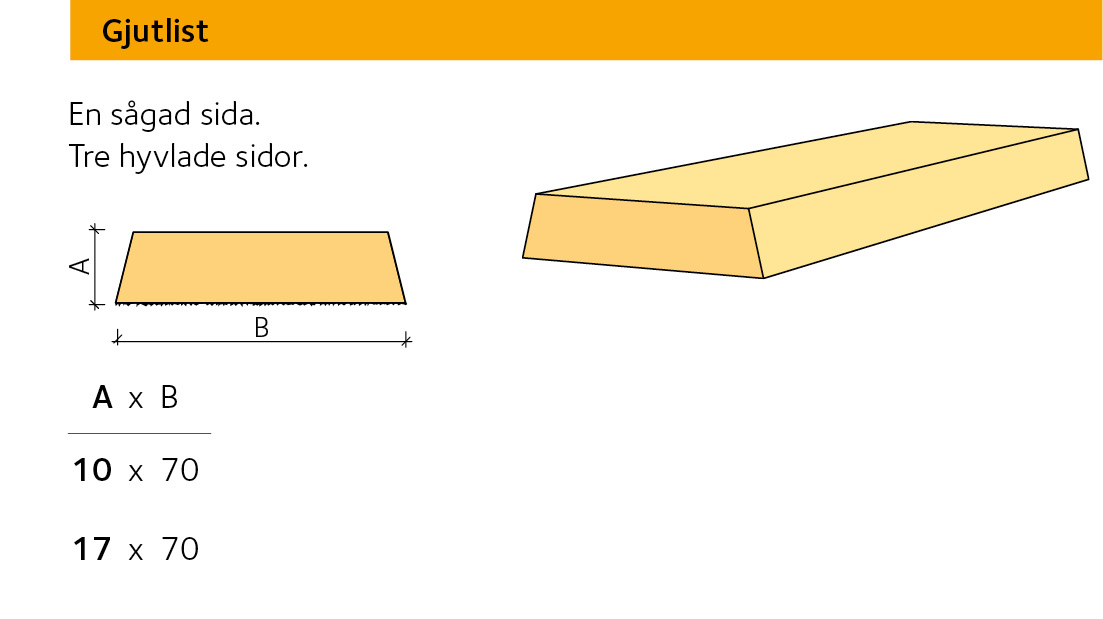 Gjutlist
En sågad sida.
Tre hyvlade sidor.
A
B
A x B
10 x 70
17 x 70